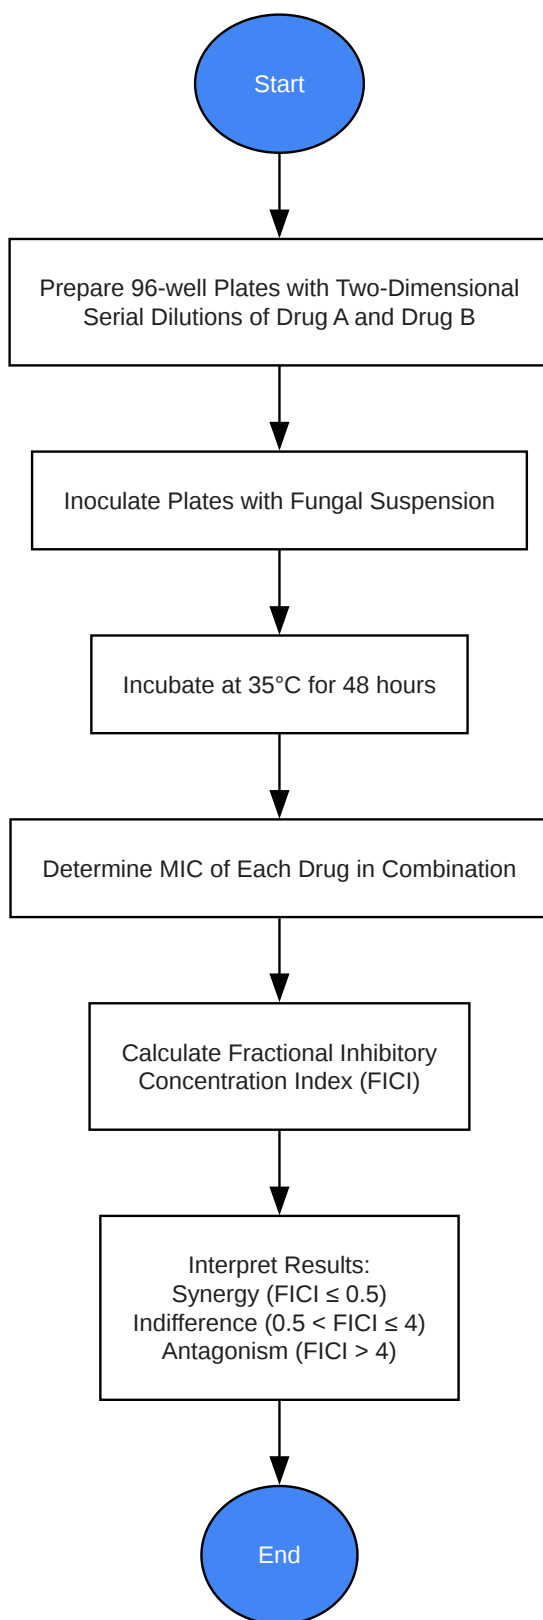 Start
Prepare 96-well Plates with Two-Dimensional
Serial Dilutions of Drug A and Drug B
Inoculate Plates with Fungal Suspension
Incubate at 35°C for 48 hours
Determine MIC of Each Drug in Combination
Calculate Fractional Inhibitory
Concentration Index (FICI)
Interpret Results:
Synergy (FICI ≤ 0.5)
Indifference (0.5 < FICI ≤ 4)
Antagonism (FICI > 4)
End